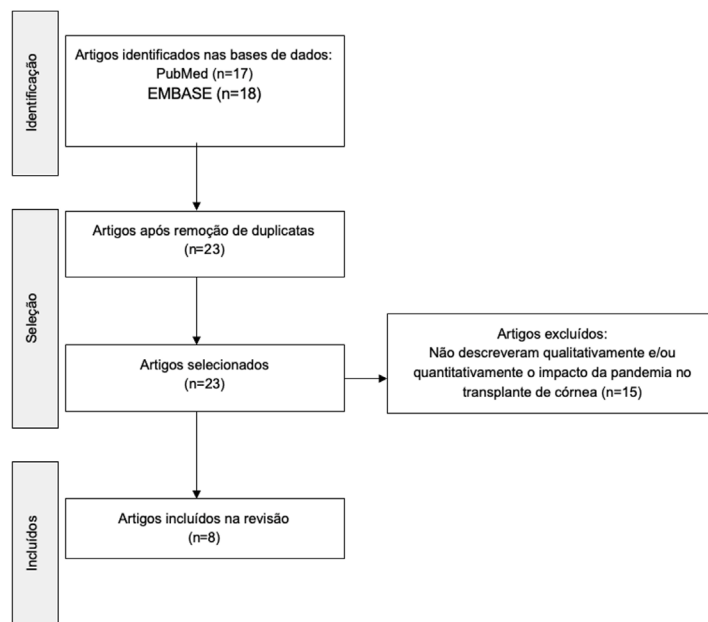 Identificação
Artigos identificados nas bases de dados:
PubMed (n=17)
EMBASE (n=18)
Seleção
Artigos após remoção de duplicatas
(n=23)
Artigos selecionados
(n=23)
Artigos excluídos:
Não descreveram qualitativamente e/ou
quantitativamente o impacto da pandemia no
transplante de córnea (n=15)
Incluídos
Artigos incluídos na revisão
(n=8)